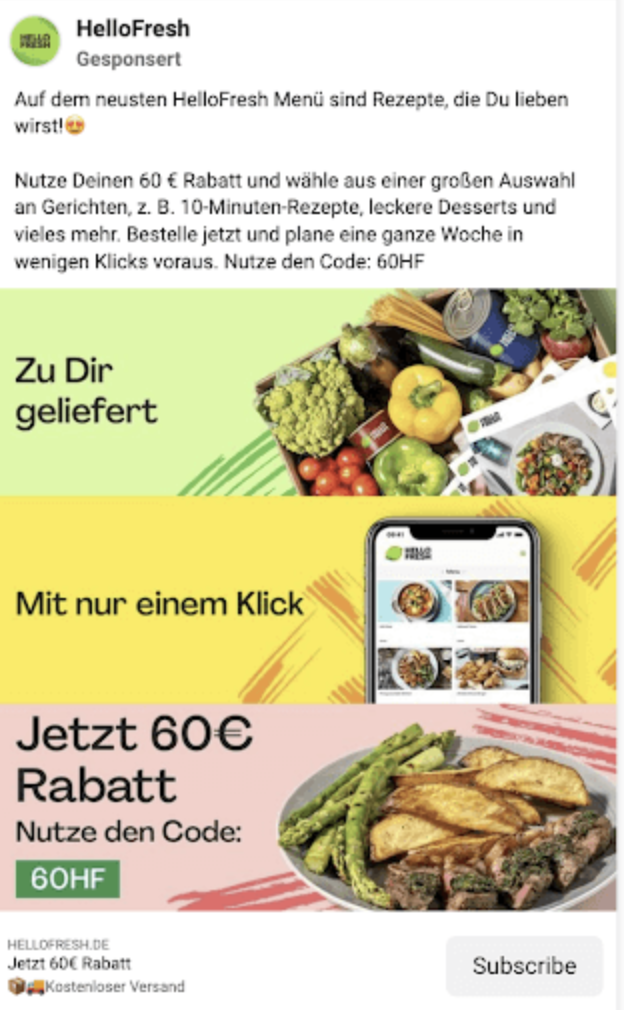 HELLO
FRESH
HelloFresh
Gesponsert
Auf dem neusten HelloFresh Menü sind Rezepte, die Du lieben
wirst!😍
Nutze Deinen 60 € Rabatt und wähle aus einer großen Auswahl
an Gerichten, z. B. 10-Minuten-Rezepte, leckere Desserts und
vieles mehr. Bestelle jetzt und plane eine ganze Woche in
wenigen Klicks voraus. Nutze den Code: 60HF
Zu Dir
geliefert
Mit nur einem Klick
09:41
HELLO
FRESH
Menu
Jetzt 60€
Rabatt
Nutze den Code:
60HF
HELLOFRESH.DE
Jetzt 60€ Rabatt
📦🚚Kostenloser Versand
Subscribe